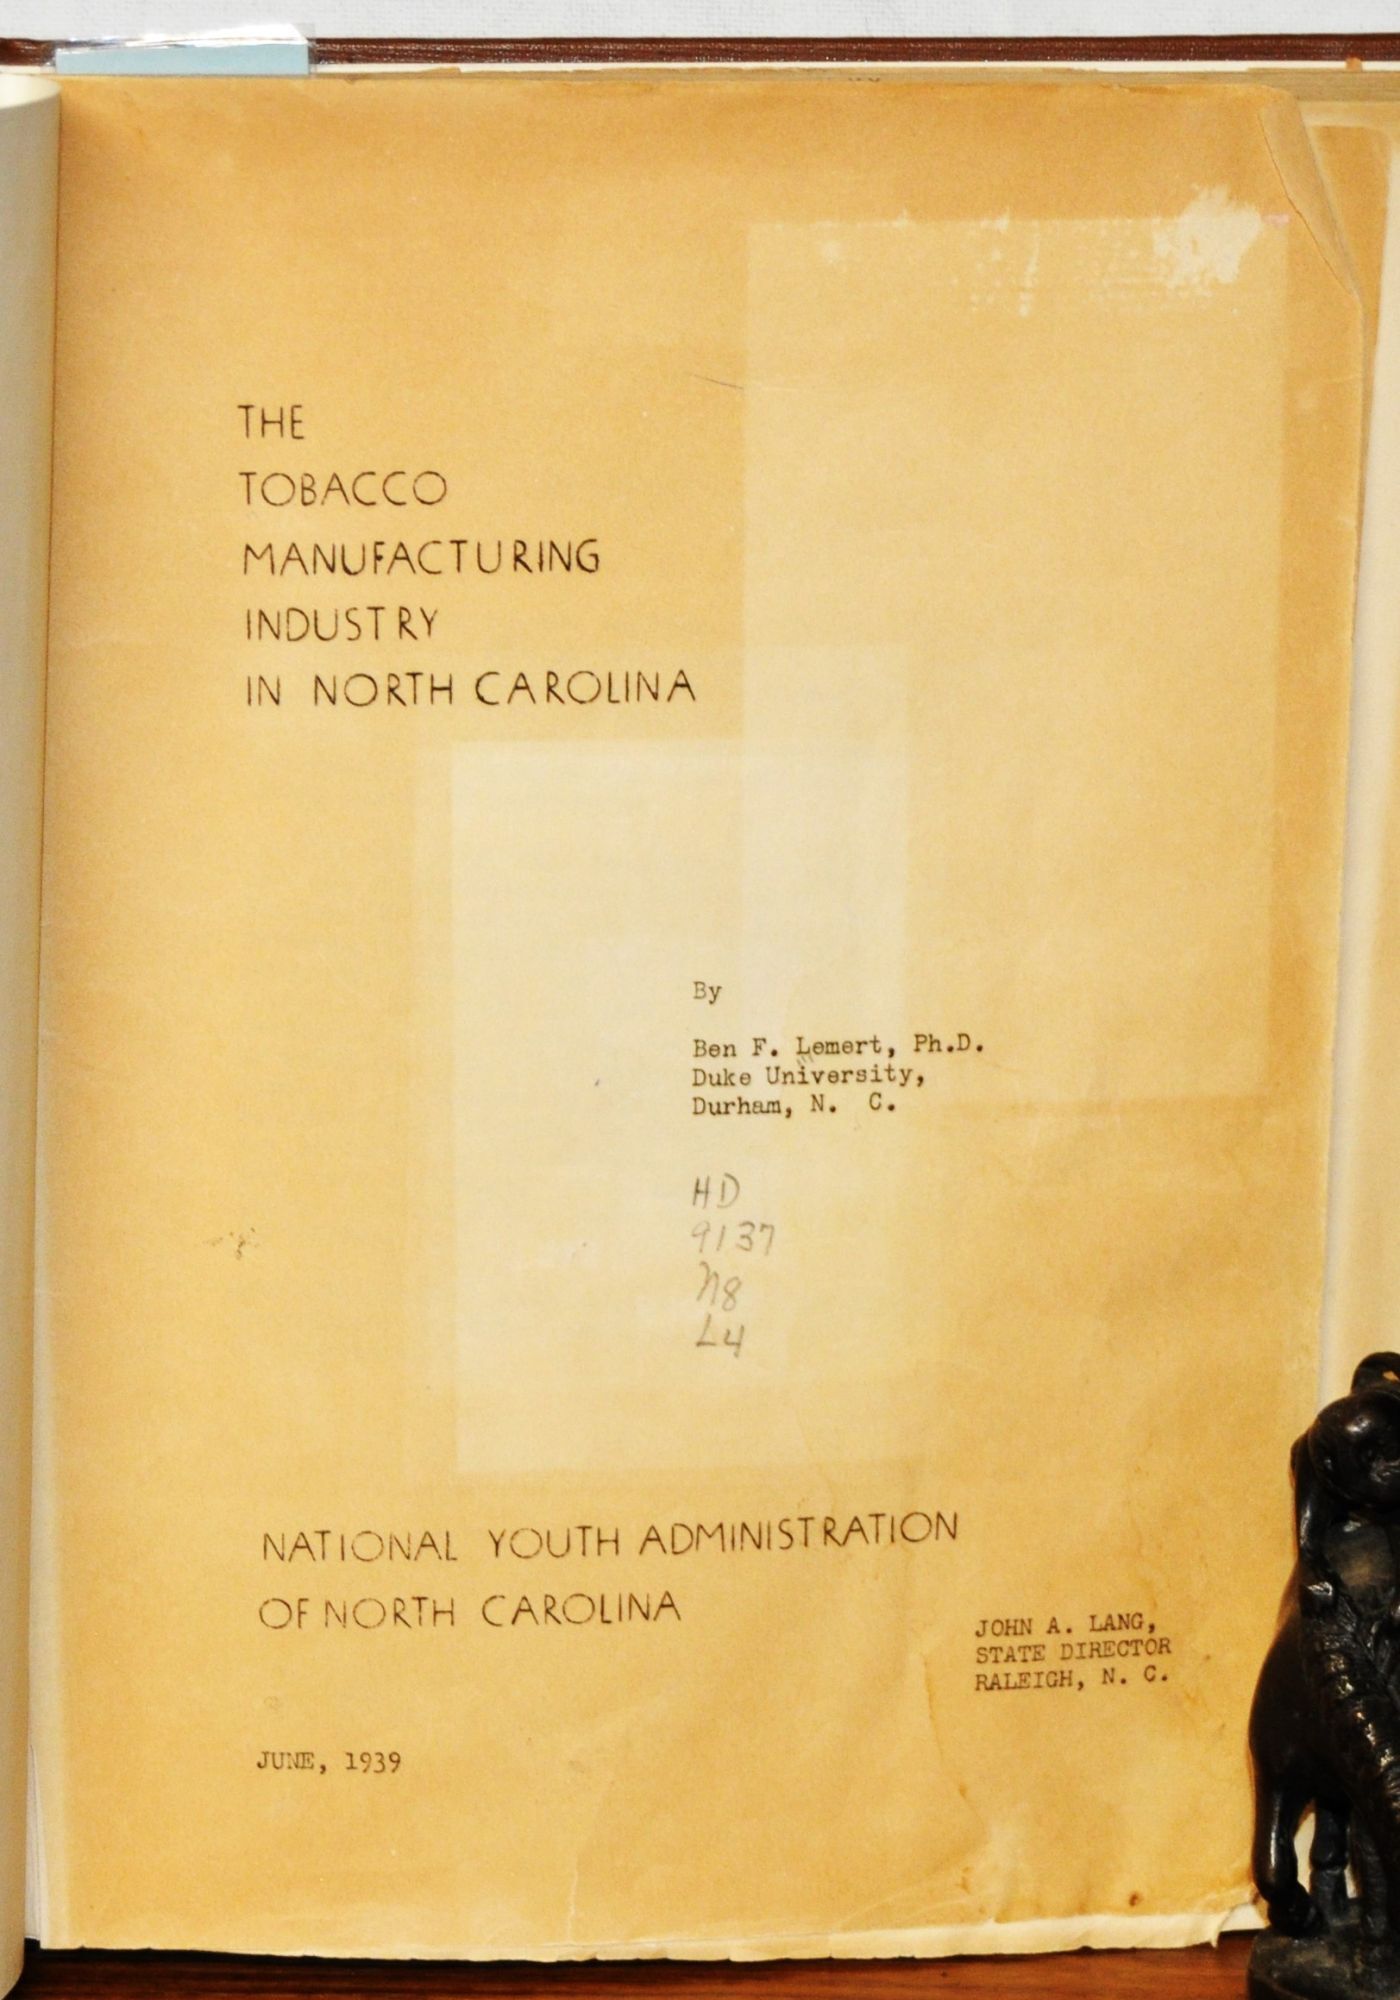 THE
TOBACCO
MANUFACTURING
INDUSTRY
IN NORTH CAROLINA
By
Ben F. Lemert, Ph.D.
Duke University,
Durham, N. C.
HD
9137
N8
L4
NATIONAL YOUTH ADMINISTRATION
OF NORTH CAROLINA
JOHN A. LANG,
STATE DIRECTOR
RALEIGH, N. C.
JUNE, 1939